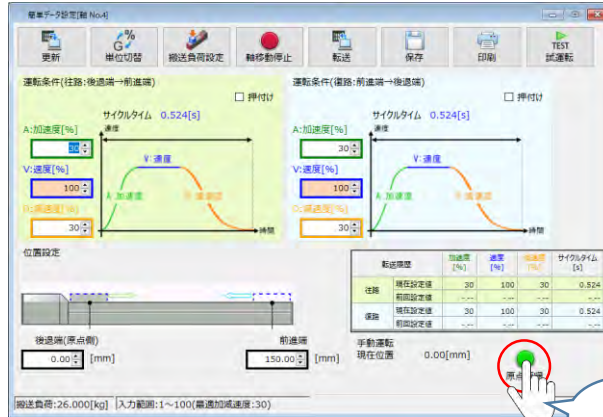 簡単データ設定[軸 No.4]
更新
単位切替
搬送負荷設定
軸移動停止
転送
保存
印刷
TEST
試運転
運転条件(往路:後退端→前進端)
押付け
サイクルタイム 0.524[s]
A:加速度[%]
30
V:速度[%]
100
D:減速度[%]
30
速度
V:速度
A:加速度
D:減速度
時間
運転条件(復路:前進端→後退端)
押付け
サイクルタイム 0.524[s]
A:加速度[%]
30
V:速度[%]
100
D:減速度[%]
30
速度
V:速度
A:加速度
D:減速度
時間
位置設定
後退端(原点側)
0.00 [mm]
前進端
150.00 [mm]
転送履歴 加速度[%] 速度[%] 減速度[%] サイクルタイム[s]
往路 現在設定値 30 100 30 0.524
前回設定値 -.-- -.-- -.-- -.--
復路 現在設定値 30 100 30 0.524
前回設定値 -.-- -.-- -.-- -.--
手動運転
現在位置 0.00[mm]
搬送負荷:26.000[kg] 入力範囲:1～100(最適加減速度:30)